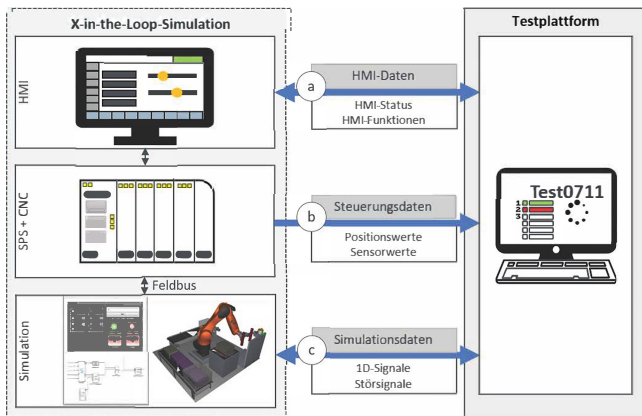 X-in-the-Loop-Simulation
Testplattform
HMI
a
HMI-Daten
HMI-Status
HMI-Funktionen
SPS + CNC
b
Steuerungsdaten
Positionswerte
Sensorwerte
Test0711
1
2
3
Feldbus
Simulation
c
Simulationsdaten
1D-Signale
Störsignale